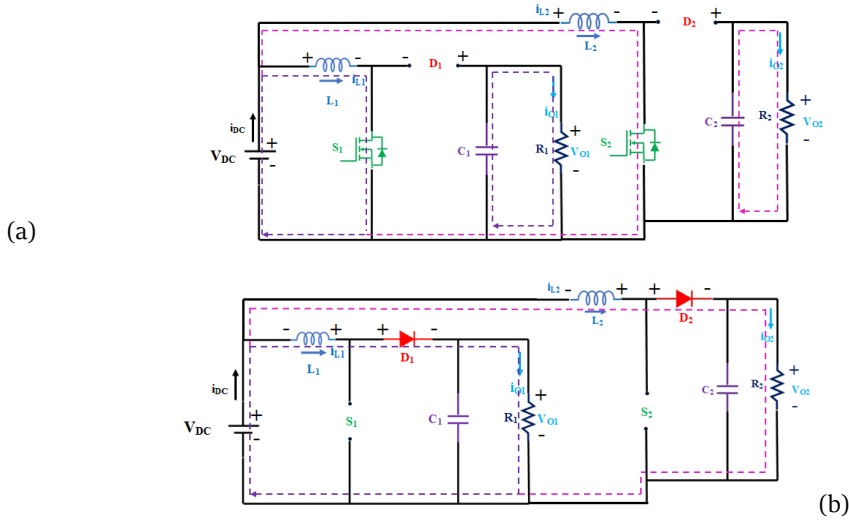 (a)
iL2
+
-
L2
+
-
D2
-
+
iO2
+
-
iL1
L1
-
D1
+
iDC
VDC
+
-
S1
C1
iO1
R1
+
VO1
-
S2
C2
R2
+
VO2
-
(b)
iL2
-
+
L2
+
D2
-
iO2
-
+
iL1
L1
+
D1
-
iDC
VDC
+
-
S1
C1
iO1
R1
+
VO1
-
S2
C2
R2
+
VO2
-